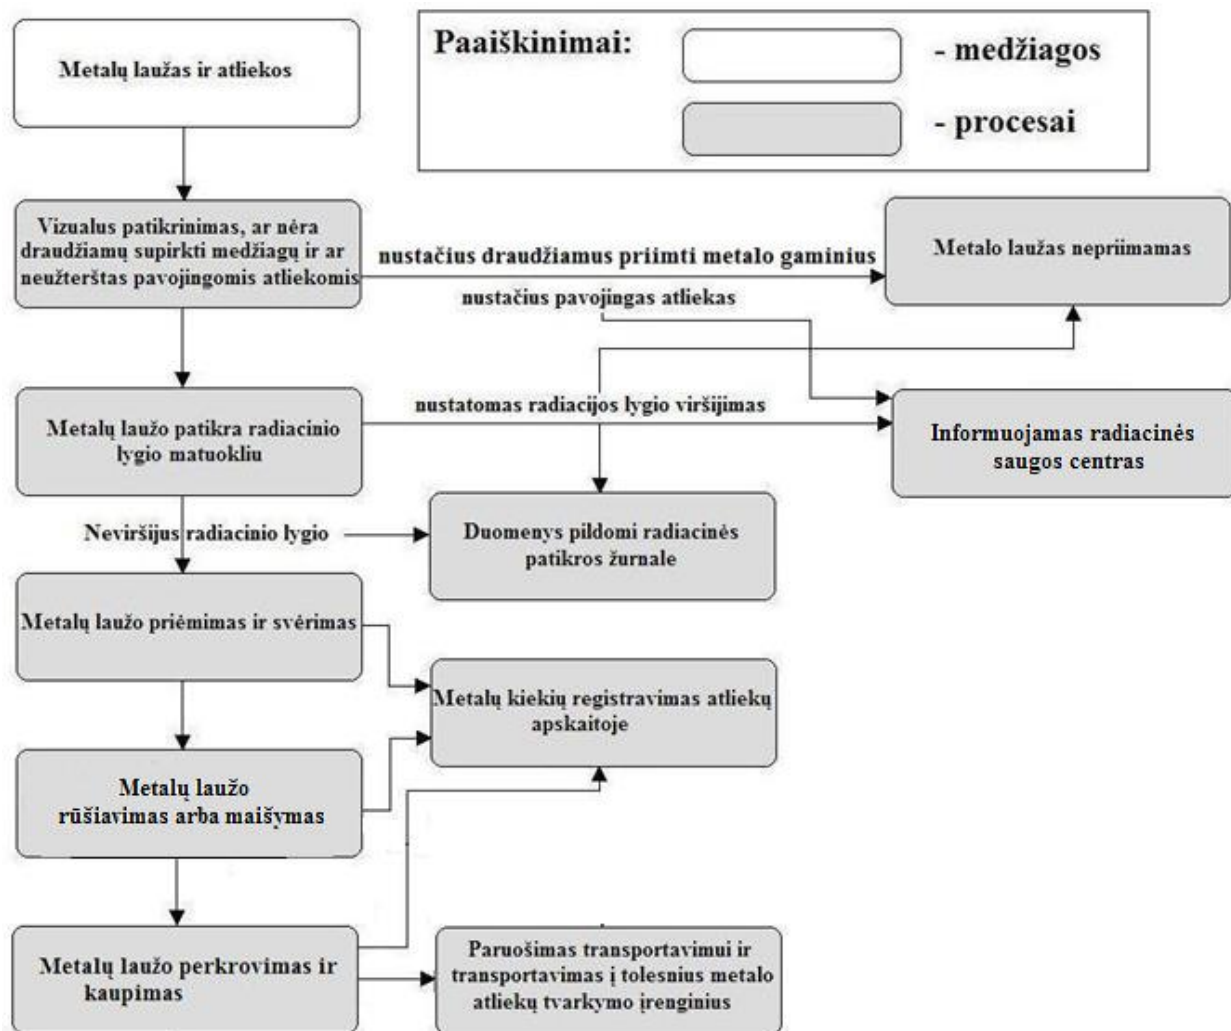 Metalų laužas ir atliekos
Paaiškinimai:
- medžiagos
- procesai
Vizualus patikrinimas, ar nėra
draudžiamų supirkti medžiagų ir ar
neužterštas pavojingomis atliekomis
nustačius draudžiamus priimti metalo gaminius
Metalo laužas nepriimamas
nustačius pavojingas atliekas
Metalų laužo patikra radiacinio
lygio matuokliu
nustatomas radiacijos lygio viršijimas
Informuojamas radiacinės
saugos centras
Neviršijus radiacinio lygio
Duomenys pildomi radiacinės
patikros žurnale
Metalų laužo priėmimas ir svėrimas
Metalų kiekių registravimas atliekų
apskaitoje
Metalų laužo
rūšiavimas arba maišymas
Metalų laužo perkrovimas ir
kaupimas
Paruošimas transportavimui ir
transportavimas į tolesnius metalo
atliekų tvarkymo įrenginius